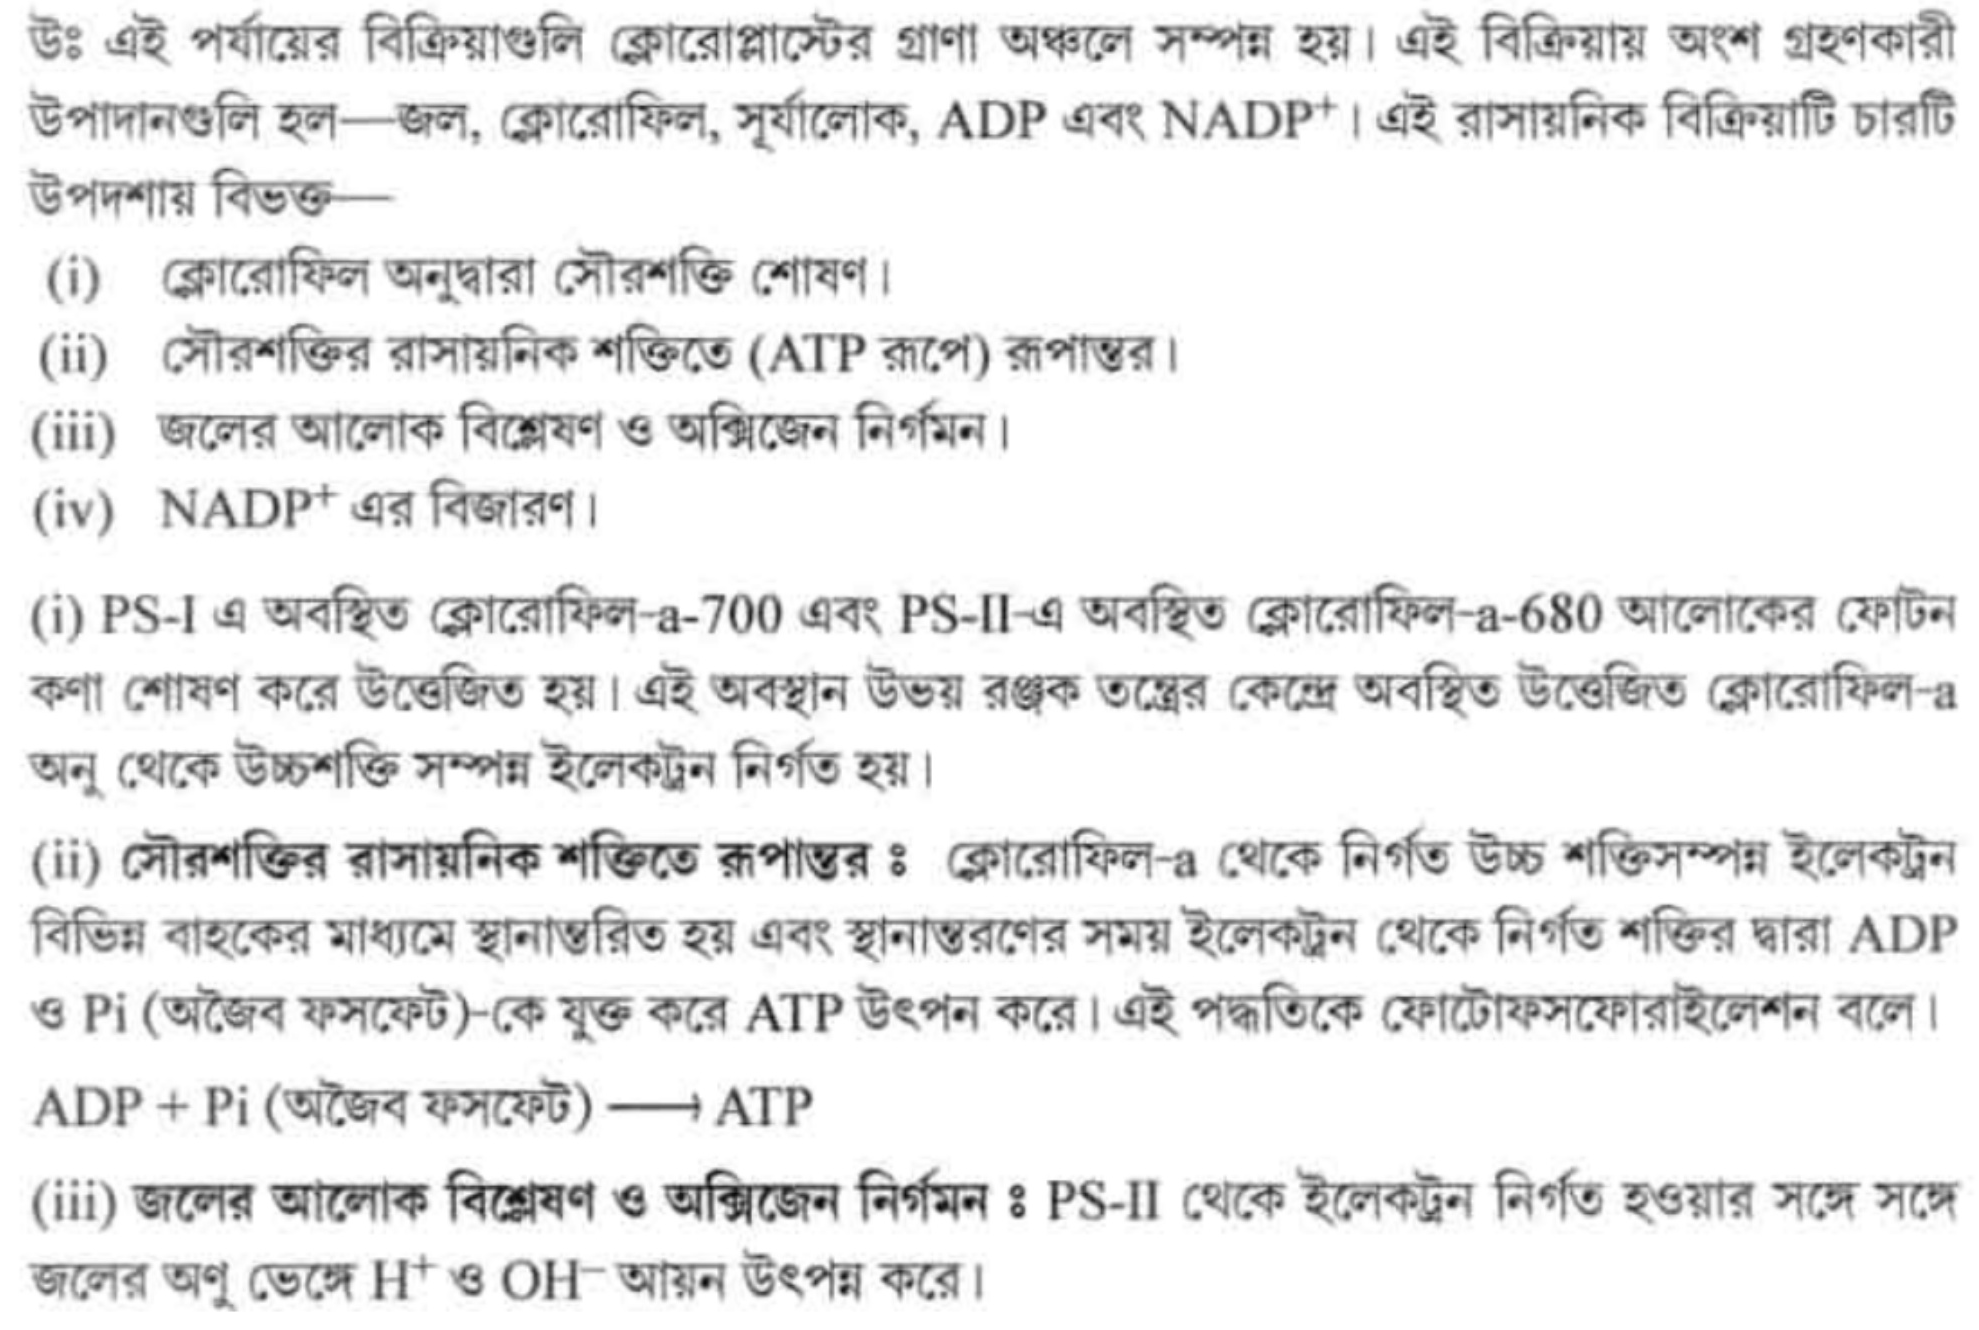 উঃ এই পর্যায়ের বিক্রিয়াগুলি ক্লোরোপ্লাস্টের গ্রাণা অঞ্চলে সম্পন্ন হয়। এই বিক্রিয়ায় অংশ গ্রহণকারী
উপাদানগুলি হল—জল, ক্লোরোফিল, সূর্যালোক, ADP এবং NADP⁺। এই রাসায়নিক বিক্রিয়াটি চারটি
উপদশায় বিভক্ত—
(i) ক্লোরোফিল অনুদ্বারা সৌরশক্তি শোষণ।
(ii) সৌরশক্তির রাসায়নিক শক্তিতে (ATP রূপে) রূপান্তর।
(iii) জলের আলোক বিশ্লেষণ ও অক্সিজেন নির্গমন।
(iv) NADP⁺ এর বিজারণ।
(i) PS-I এ অবস্থিত ক্লোরোফিল-a-700 এবং PS-II-এ অবস্থিত ক্লোরোফিল-a-680 আলোকের ফোটন
কণা শোষণ করে উত্তেজিত হয়। এই অবস্থান উভয় রঞ্জক তন্ত্রের কেন্দ্রে অবস্থিত উত্তেজিত ক্লোরোফিল-a
অনু থেকে উচ্চশক্তি সম্পন্ন ইলেকট্রন নির্গত হয়।
(ii) সৌরশক্তির রাসায়নিক শক্তিতে রূপান্তর ঃ ক্লোরোফিল-a থেকে নির্গত উচ্চ শক্তিসম্পন্ন ইলেকট্রন
বিভিন্ন বাহকের মাধ্যমে স্থানান্তরিত হয় এবং স্থানান্তরণের সময় ইলেকট্রন থেকে নির্গত শক্তির দ্বারা ADP
ও Pi (অজৈব ফসফেট)-কে যুক্ত করে ATP উৎপন করে। এই পদ্ধতিকে ফোটোফসফোরাইলেশন বলে।
ADP + Pi (অজৈব ফসফেট) ⟶ ATP
(iii) জলের আলোক বিশ্লেষণ ও অক্সিজেন নির্গমন ঃ PS-II থেকে ইলেকট্রন নির্গত হওয়ার সঙ্গে সঙ্গে
জলের অণু ভেঙ্গে H⁺ ও OH⁻ আয়ন উৎপন্ন করে।